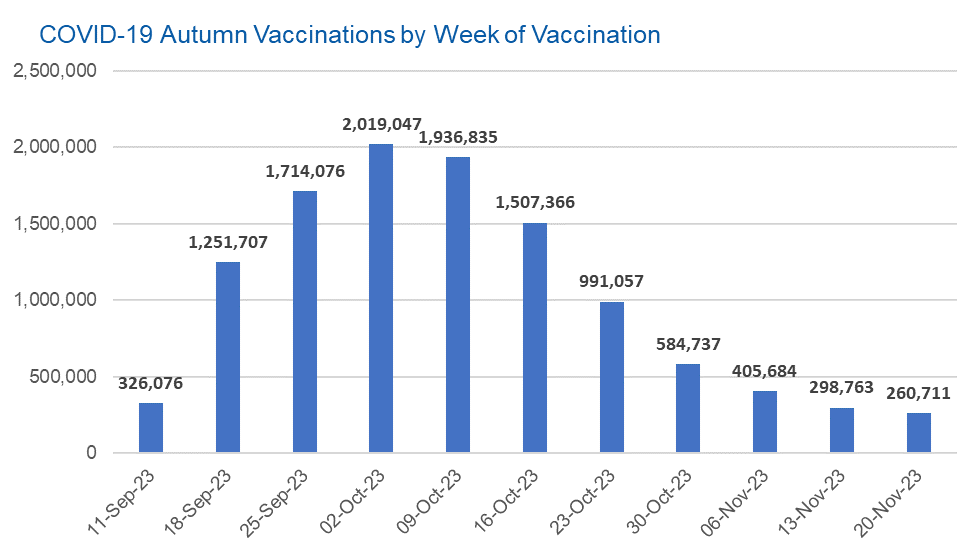 COVID-19 Autumn Vaccinations by Week of Vaccination
2,500,000
2,000,000
1,500,000
1,000,000
500,000
0
326,076
1,251,707
1,714,076
2,019,047
1,936,835
1,507,366
991,057
584,737
405,684
298,763
260,711
11-Sep-23
18-Sep-23
25-Sep-23
02-Oct-23
09-Oct-23
16-Oct-23
23-Oct-23
30-Oct-23
06-Nov-23
13-Nov-23
20-Nov-23